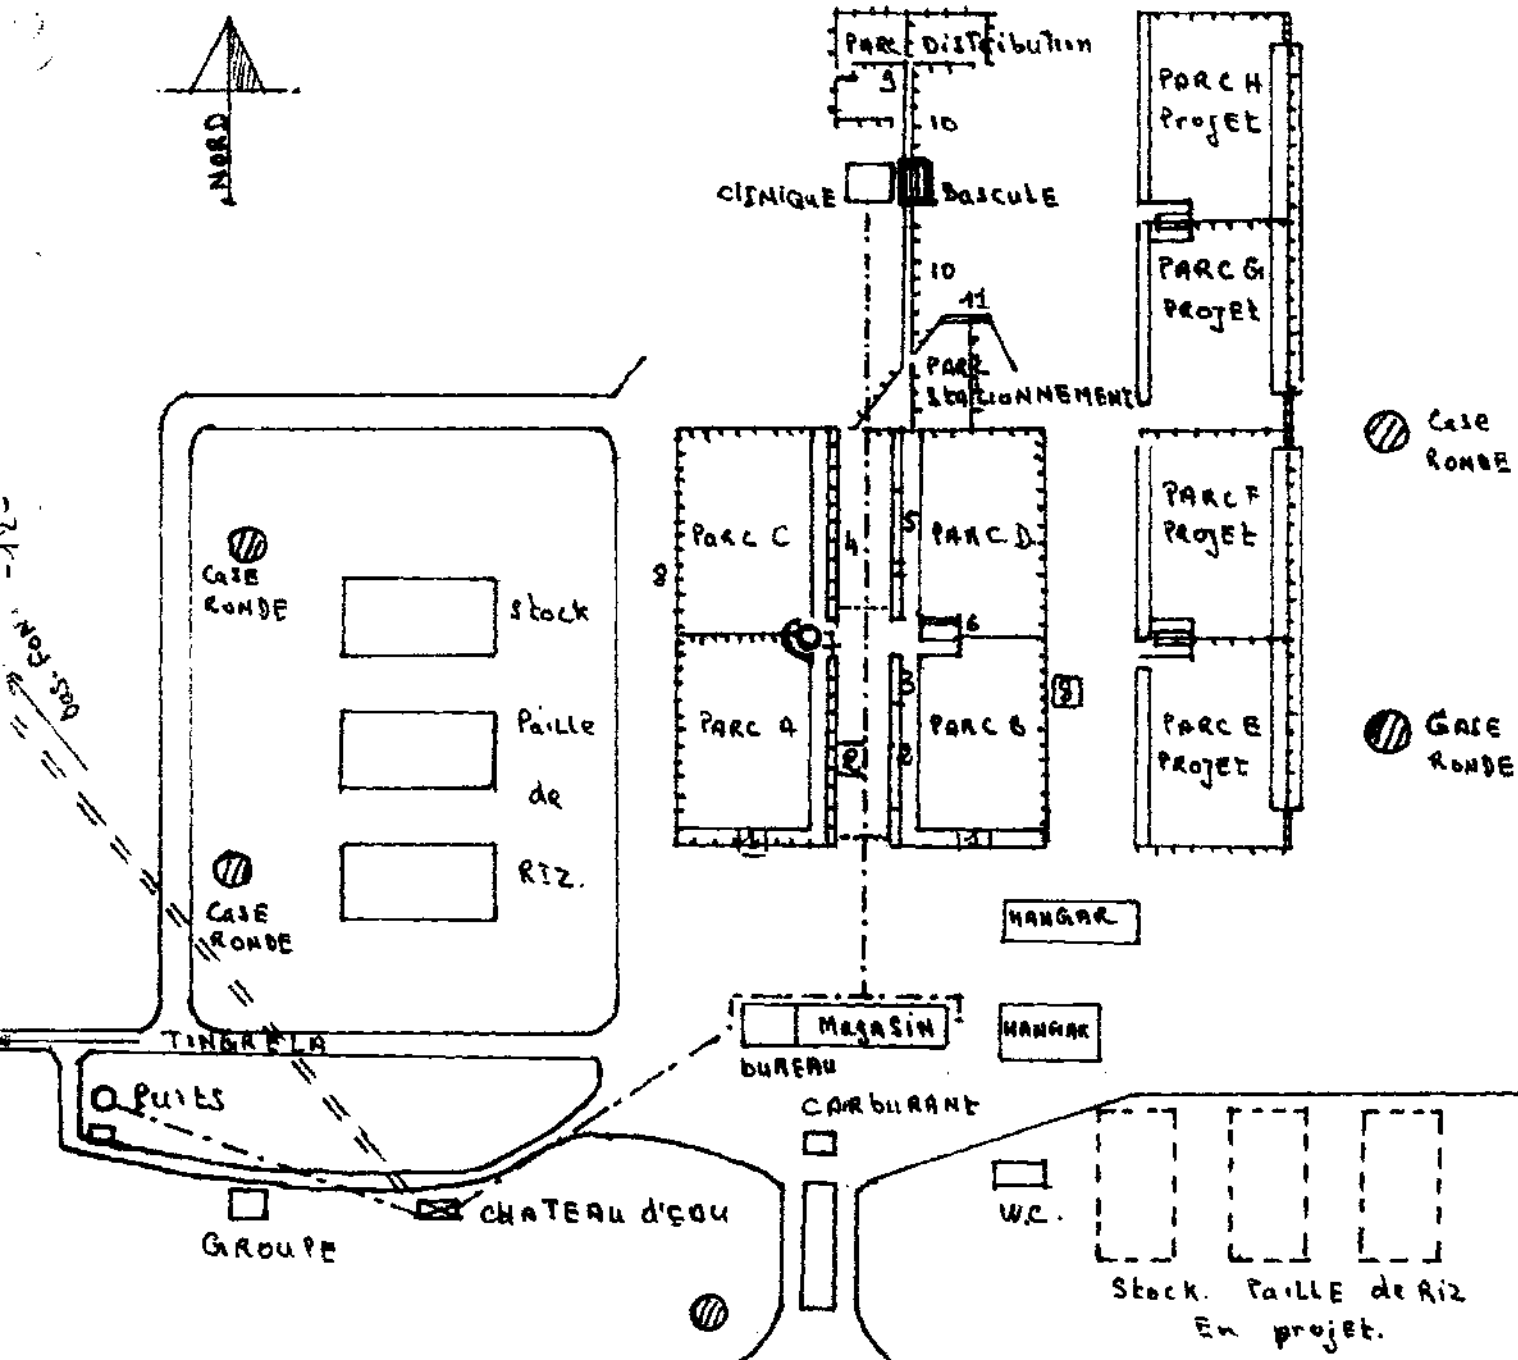 PARC Distribution
9
PARC H
Projet
NORD
10
CLINIQUE
BASCULE
10
PARC G
PROJET
11
PARC
StatIONNEMENT
Case
RONDE
PARC C
4
5
PARC D
PARC F
PROJET
-12-
Case
RONDE
8
Stock
6
PARC A
3
PARC B
PARC E
PROJET
CASE
RONDE
Paille
2
2
de
RIZ.
1
CASE
RONDE
HANGAR
TINGRELA
MagASIN
HANGAR
bUREAU
PuITS
CARbURANt
CHATEAU d'EAU
W.C.
GROUPE
Stock. PaiLLE de Riz
En projet.